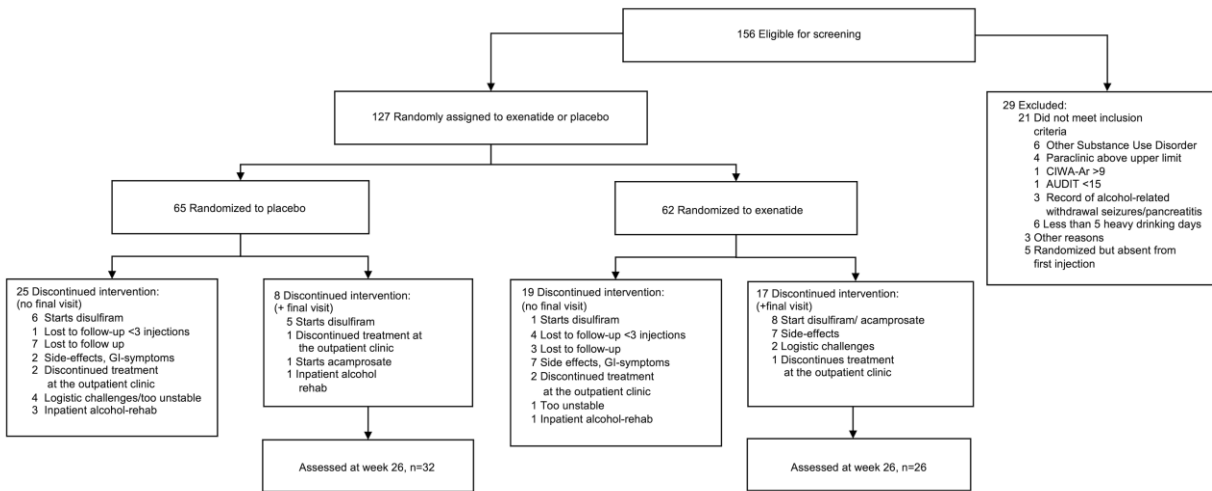 156 Eligible for screening
127 Randomly assigned to exenatide or placebo
29 Excluded:
21 Did not meet inclusion
criteria
6 Other Substance Use Disorder
4 Paraclinic above upper limit
1 CIWA-Ar >9
1 AUDIT <15
3 Record of alcohol-related
withdrawal seizures/pancreatitis
6 Less than 5 heavy drinking days
3 Other reasons
5 Randomized but absent from
first injection
65 Randomized to placebo
62 Randomized to exenatide
25 Discontinued intervention:
(no final visit)
6 Starts disulfiram
1 Lost to follow-up <3 injections
7 Lost to follow up
2 Side-effects, GI-symptoms
2 Discontinued treatment
at the outpatient clinic
4 Logistic challenges/too unstable
3 Inpatient alcohol-rehab
8 Discontinued intervention:
(+ final visit)
5 Starts disulfiram
1 Discontinued treatment at
the outpatient clinic
1 Starts acamprosate
1 Inpatient alcohol
rehab
19 Discontinued intervention:
(no final visit)
1 Starts disulfiram
4 Lost to follow-up <3 injections
3 Lost to follow-up
7 Side effects, GI-symptoms
2 Discontinued treatment
at the outpatient clinic
1 Too unstable
1 Inpatient alcohol-rehab
17 Discontinued intervention:
(+final visit)
8 Start disulfiram/ acamprosate
7 Side-effects
2 Logistic challenges
1 Discontinues treatment
at the outpatient clinic
Assessed at week 26, n=32
Assessed at week 26, n=26